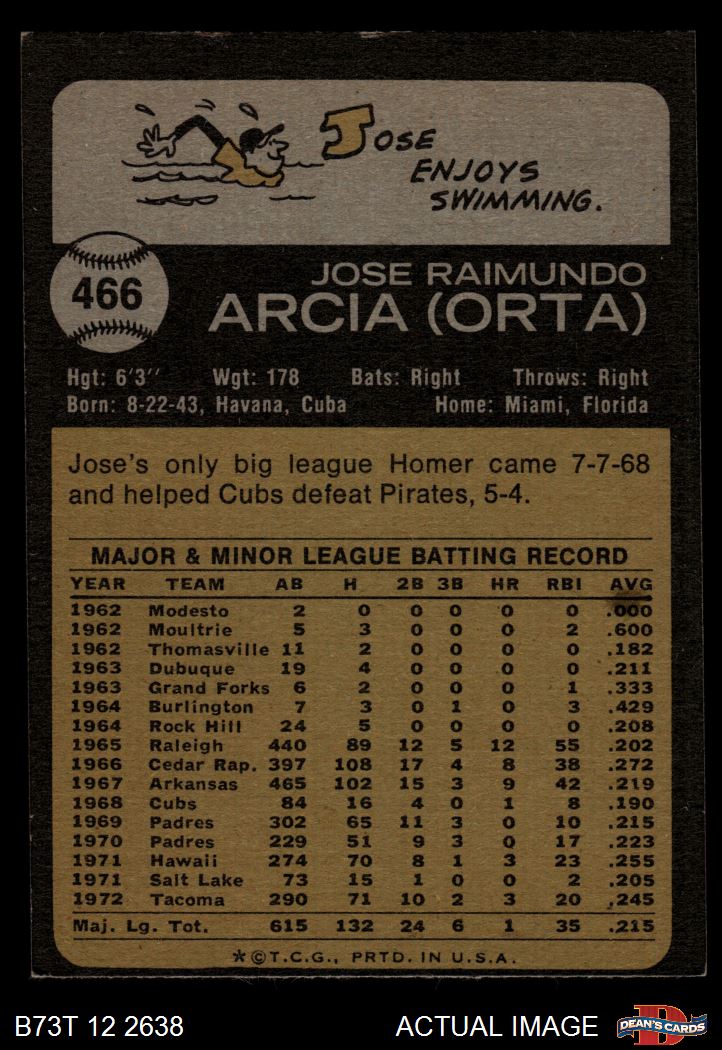 JOSE
ENJOYS
SWIMMING.
466
JOSE RAIMUNDO
ARCIA (ORTA)
Hgt: 6'3'' Wgt: 178 Bats: Right Throws: Right
Born: 8-22-43, Havana, Cuba Home: Miami, Florida
Jose's only big league Homer came 7-7-68
and helped Cubs defeat Pirates, 5-4.
MAJOR & MINOR LEAGUE BATTING RECORD
YEAR TEAM AB H 2B 3B HR RBI AVG
1962 Modesto 2 0 0 0 0 0 .000
1962 Moultrie 5 3 0 0 0 2 .600
1962 Thomasville 11 2 0 0 0 0 .182
1963 Dubuque 19 4 0 0 0 0 .211
1963 Grand Forks 6 2 0 0 0 1 .333
1964 Burlington 7 3 0 1 0 3 .429
1964 Rock Hill 24 5 0 0 0 0 .208
1965 Raleigh 440 89 12 5 12 55 .202
1966 Cedar Rap. 397 108 17 4 8 38 .272
1967 Arkansas 465 102 15 3 9 42 .219
1968 Cubs 84 16 4 0 1 8 .190
1969 Padres 302 65 11 3 0 10 .215
1970 Padres 229 51 9 3 0 17 .223
1971 Hawaii 274 70 8 1 3 23 .255
1971 Salt Lake 73 15 1 0 0 2 .205
1972 Tacoma 290 71 10 2 3 20 .245
Maj. Lg. Tot. 615 132 24 6 1 35 .215
*©T.C.G., PRTD. IN U.S.A.
B73T 12 2638 ACTUAL IMAGE D DEAN'S CARDS